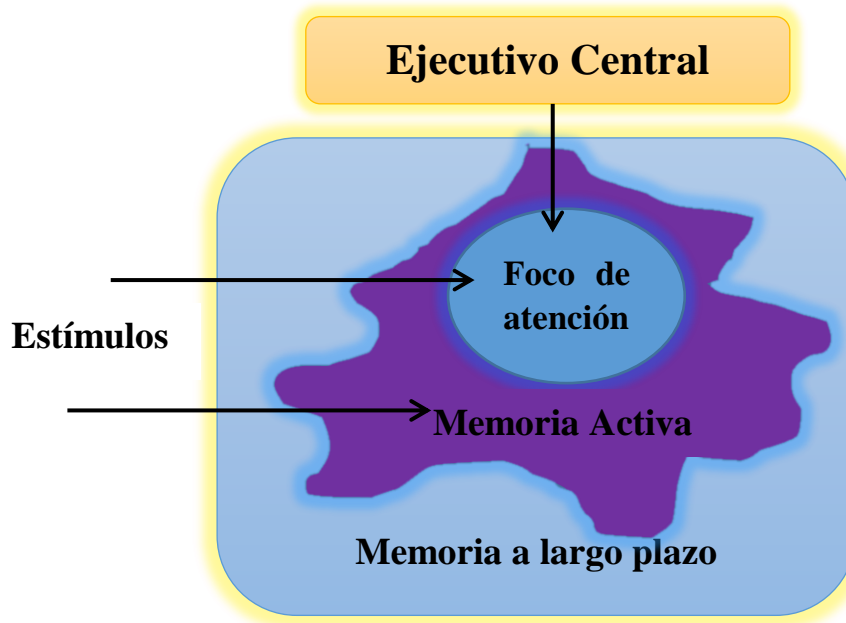 Ejecutivo Central
Foco de
atención
Estímulos
Memoria Activa
Memoria a largo plazo